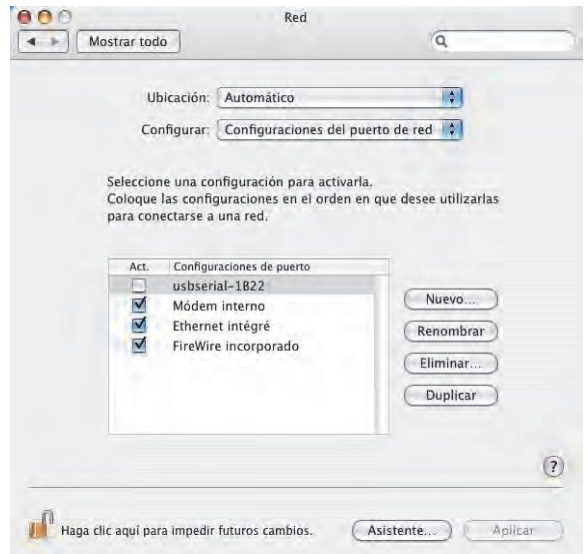 Red
Mostrar todo
Ubicación: Automático
Configurar: Configuraciones del puerto de red
Seleccione una configuración para activarla.
Coloque las configuraciones en el orden en que desee utilizarlas
para conectarse a una red.
Act. Configuraciones de puerto
usbserial-1B22
Módem interno
Ethernet intégré
FireWire incorporado
Nuevo...
Renombrar
Eliminar...
Duplicar
?
Haga clic aquí para impedir futuros cambios.
Asistente... Aplicar